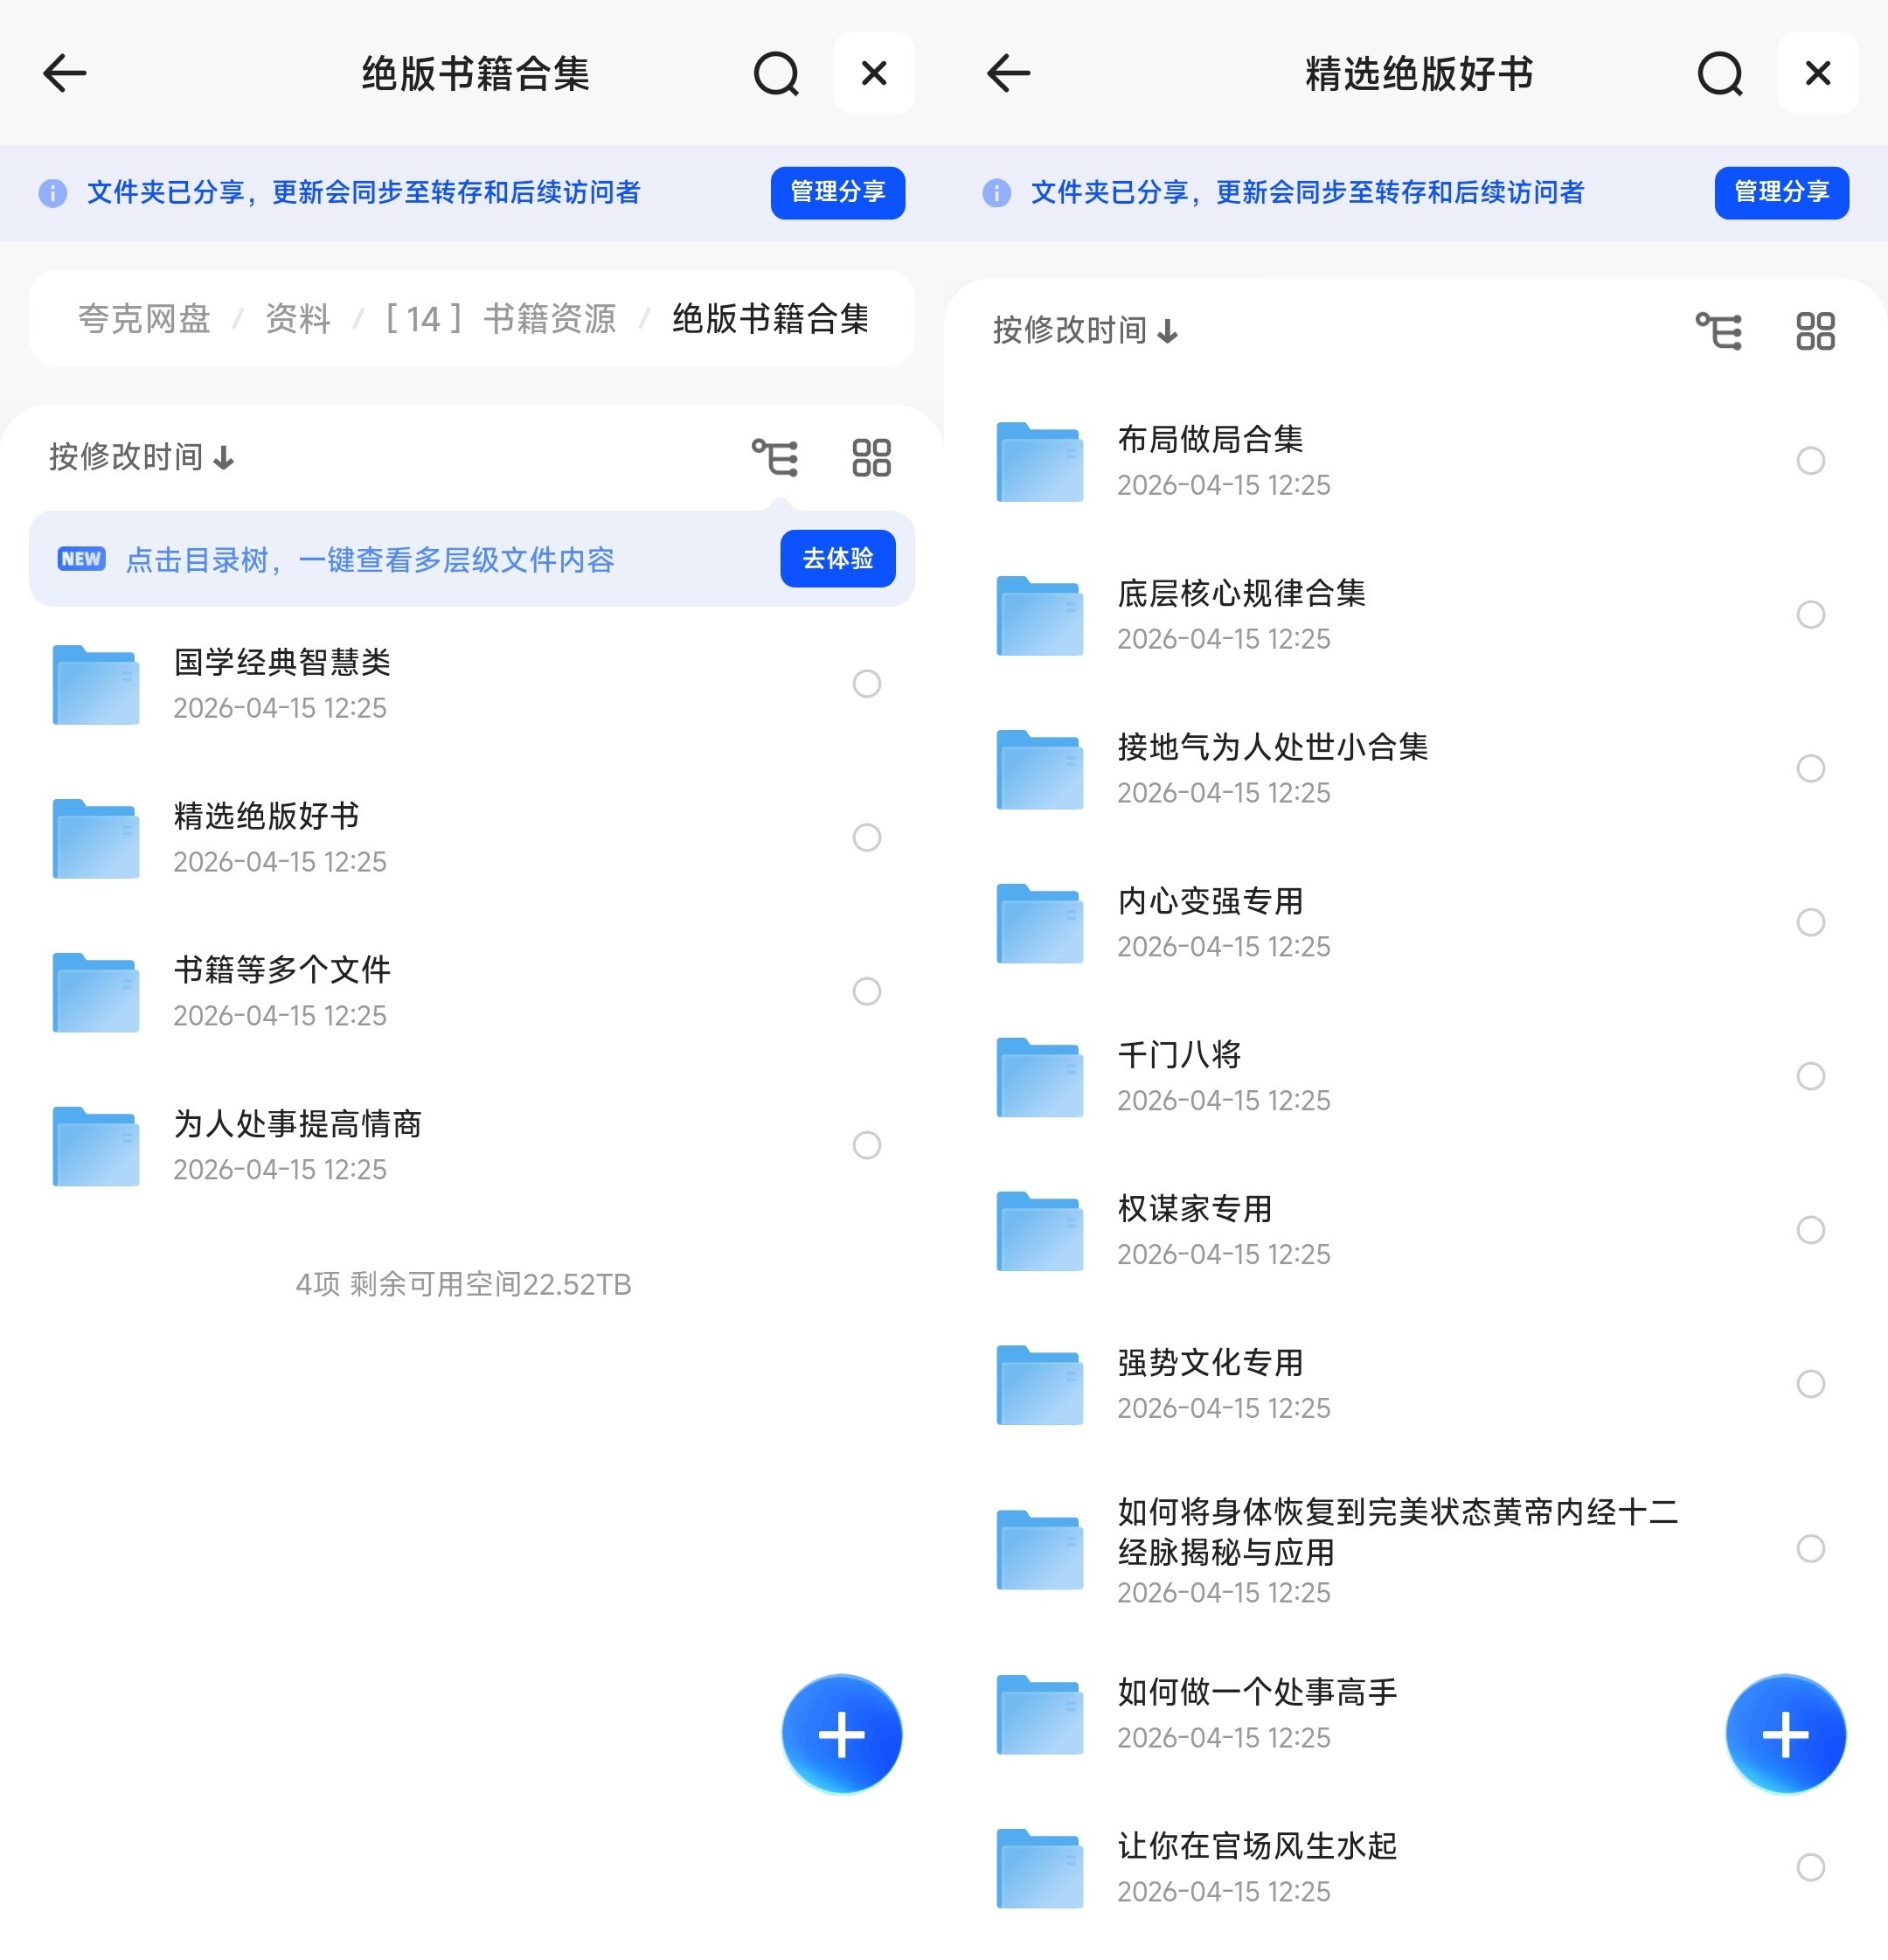 绝版书籍合集
文件夹已分享，更新会同步至转存和后续访问者
管理分享
夸克网盘 / 资料 / [ 14 ] 书籍资源 / 绝版书籍合集
按修改时间
NEW 点击目录树，一键查看多层级文件内容
去体验
国学经典智慧类
2026-04-15 12:25
精选绝版好书
2026-04-15 12:25
书籍等多个文件
2026-04-15 12:25
为人处事提高情商
2026-04-15 12:25
4项 剩余可用空间22.52TB
精选绝版好书
文件夹已分享，更新会同步至转存和后续访问者
管理分享
按修改时间
布局做局合集
2026-04-15 12:25
底层核心规律合集
2026-04-15 12:25
接地气为人处世小合集
2026-04-15 12:25
内心变强专用
2026-04-15 12:25
千门八将
2026-04-15 12:25
权谋家专用
2026-04-15 12:25
强势文化专用
2026-04-15 12:25
如何将身体恢复到完美状态黄帝内经十二
经脉揭秘与应用
2026-04-15 12:25
如何做一个处事高手
2026-04-15 12:25
让你在官场风生水起
2026-04-15 12:25